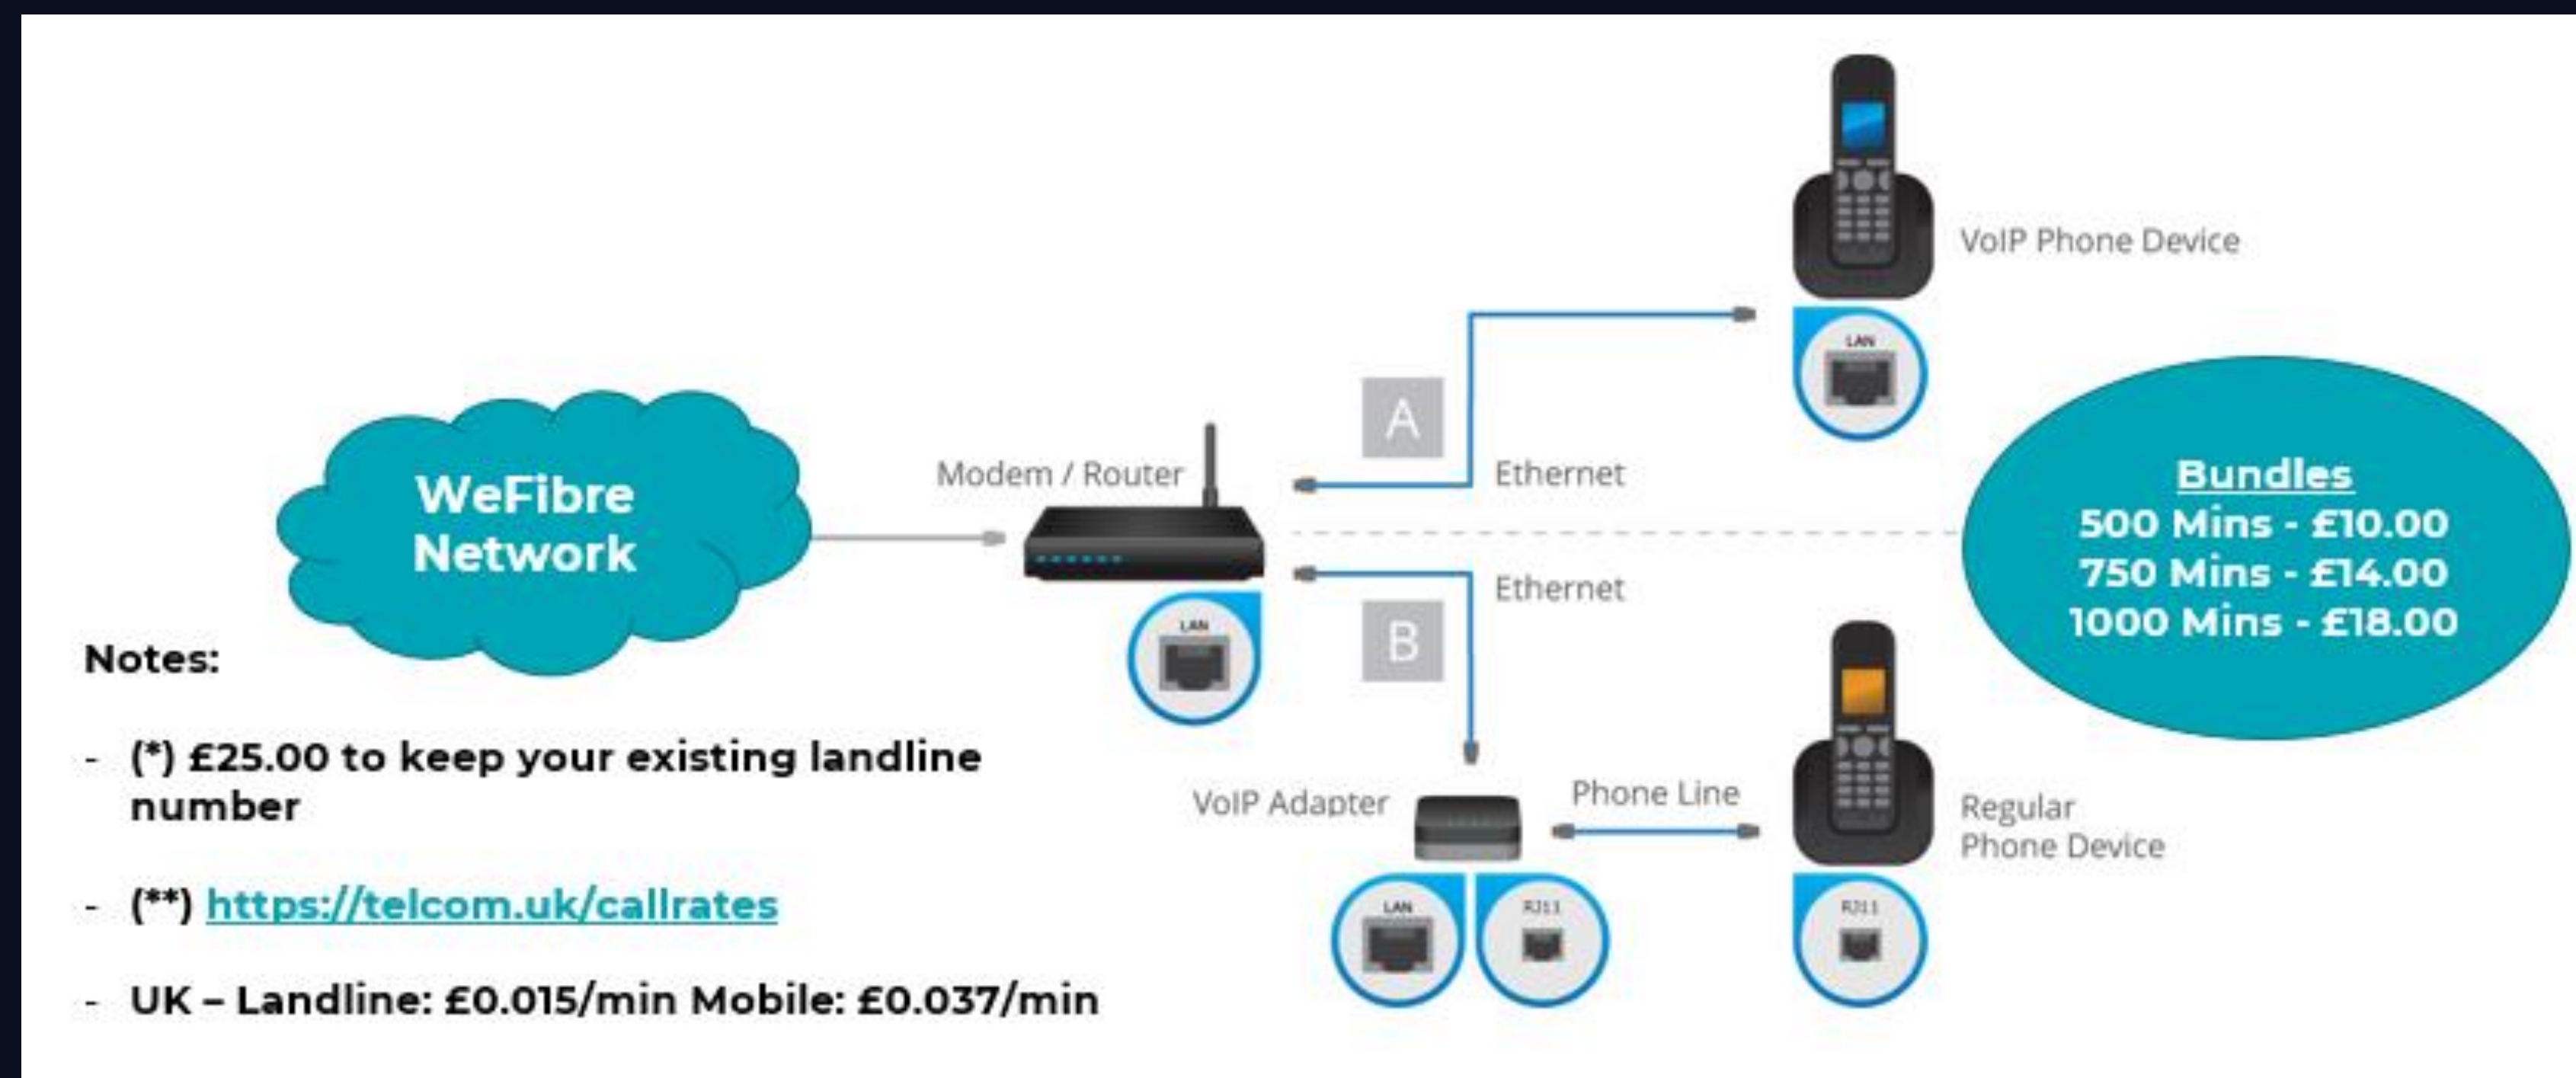 VoIP Phone Device
LAN
A
Modem / Router
Ethernet
WeFibre
Network
Bundles
500 Mins - £10.00
750 Mins - £14.00
1000 Mins - £18.00
Ethernet
B
LAN
Notes:
- (*) £25.00 to keep your existing landline
number
- (**) https://telcom.uk/callrates
- UK – Landline: £0.015/min Mobile: £0.037/min
VoIP Adapter
Phone Line
Regular
Phone Device
LAN
RJ11
RJ11